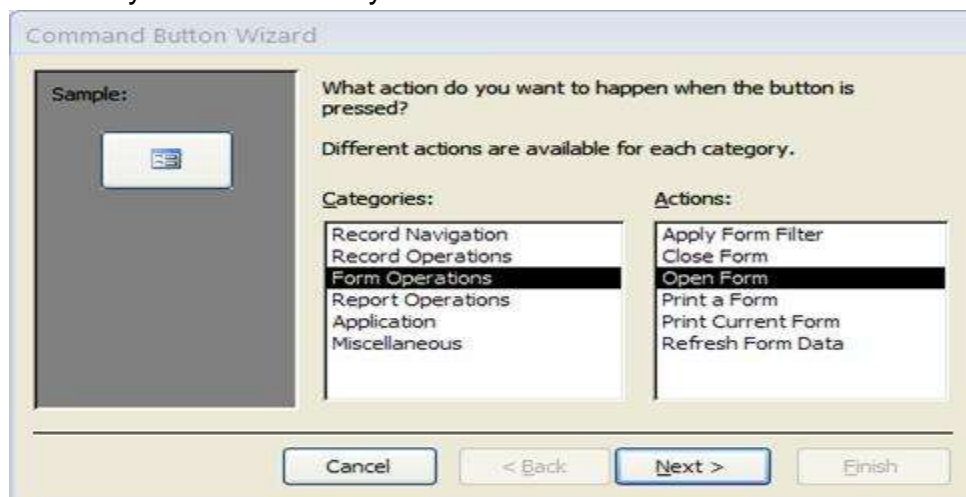 Command Button Wizard
Sample:
What action do you want to happen when the button is
pressed?
Different actions are available for each category.
Categories:
Record Navigation
Record Operations
Form Operations
Report Operations
Application
Miscellaneous
Actions:
Apply Form Filter
Close Form
Open Form
Print a Form
Print Current Form
Refresh Form Data
Cancel
< Back
Next >
Finish